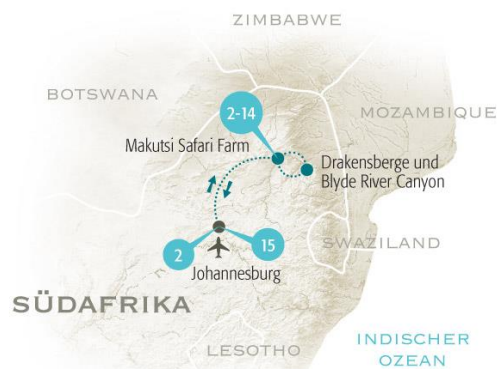 ZIMBABWE
BOTSWANA
MOZAMBIQUE
2-14
Makutsi Safari Farm
Drakensberge und
Blyde River Canyon
2
15
Johannesburg
SWAZILAND
SÜDAFRIKA
LESOTHO
INDISCHER
OZEAN